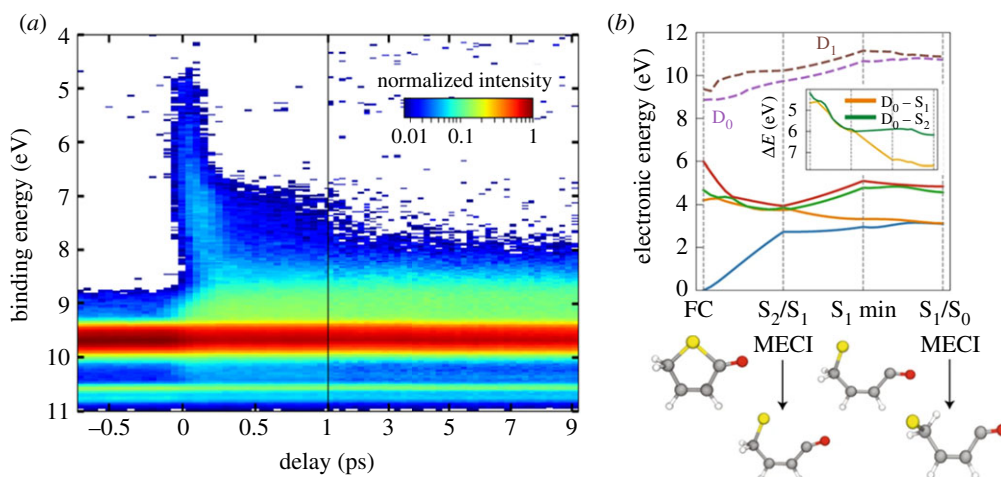 (a)
4
5
6
7
8
9
10
11
binding energy (eV)
normalized intensity
0.01 0.1 1
–0.5 0 0.5 1 3 5 7 9
delay (ps)
(b)
12
10
8
6
4
2
0
electronic energy (eV)
D1
D0
D0 – S1
D0 – S2
5
6
7
ΔE (eV)
FC S2/S1 S1 min S1/S0
MECI MECI